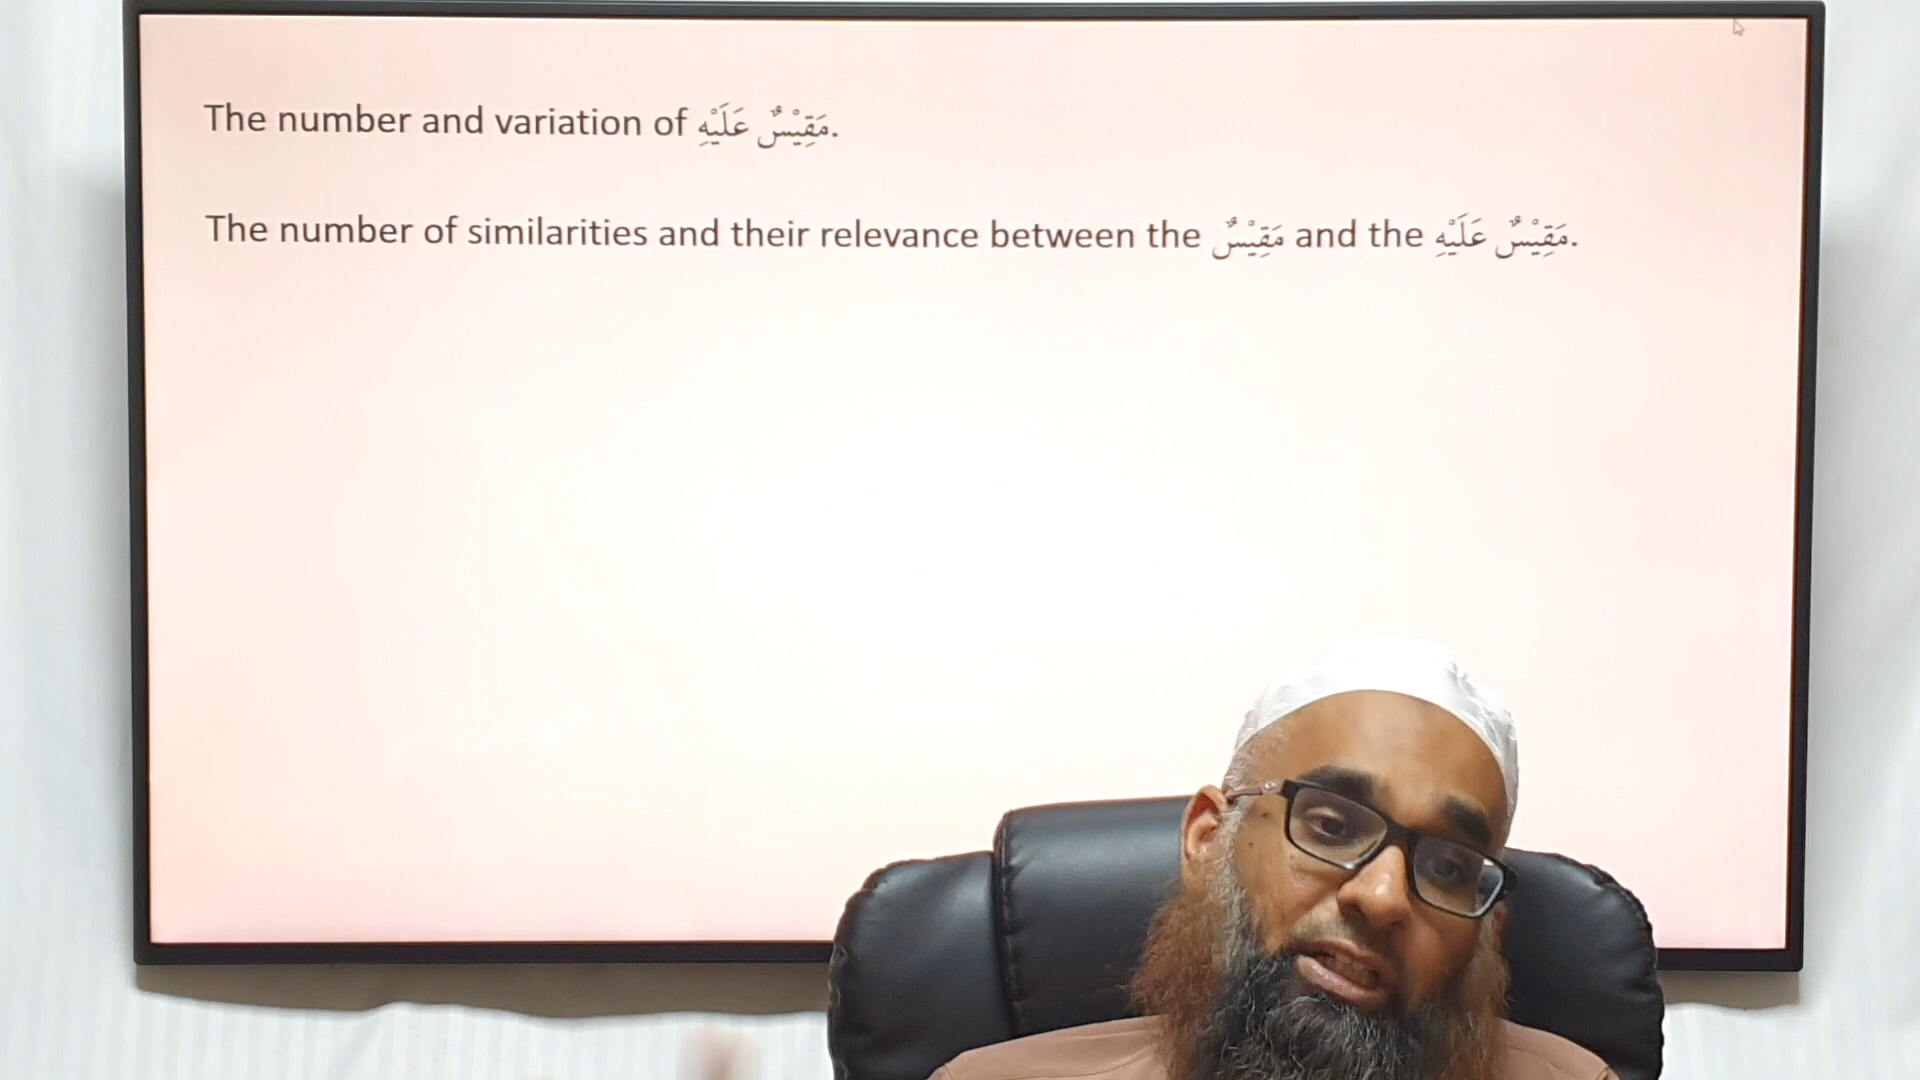 The number and variation of مَقِيْسٌ عَلَيْهِ.
The number of similarities and their relevance between the مَقِيْسٌ and the مَقِيْسٌ عَلَيْهِ.